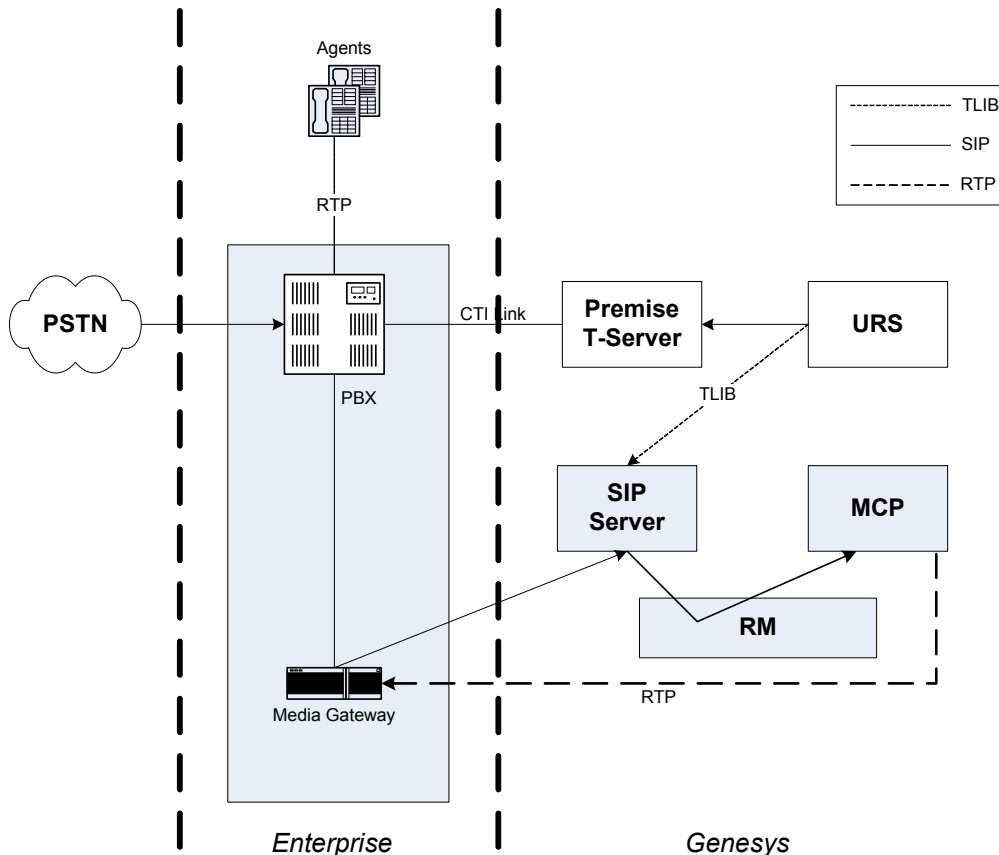 Agents
TLIB
SIP
RTP
RTP
PSTN
CTI Link
Premise
T-Server
URS
PBX
TLIB
SIP
Server
MCP
RM
RTP
Media Gateway
Enterprise
Genesys